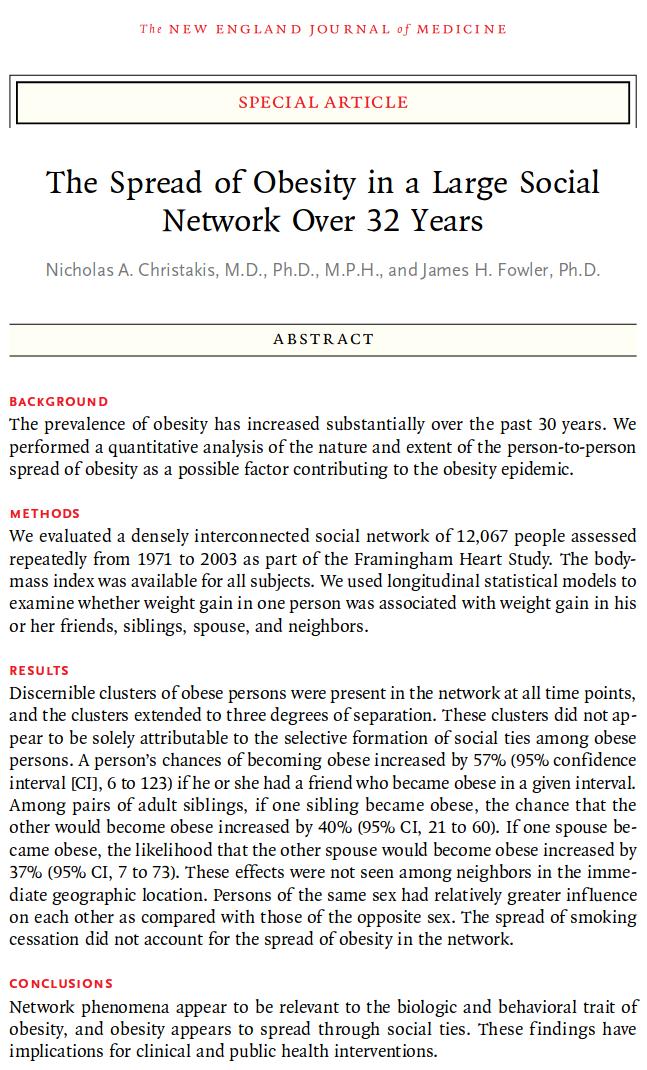 The NEW ENGLAND JOURNAL of MEDICINE
SPECIAL ARTICLE
The Spread of Obesity in a Large Social
Network Over 32 Years
Nicholas A. Christakis, M.D., Ph.D., M.P.H., and James H. Fowler, Ph.D.
ABSTRACT
BACKGROUND
The prevalence of obesity has increased substantially over the past 30 years. We
performed a quantitative analysis of the nature and extent of the person-to-person
spread of obesity as a possible factor contributing to the obesity epidemic.
METHODS
We evaluated a densely interconnected social network of 12,067 people assessed
repeatedly from 1971 to 2003 as part of the Framingham Heart Study. The body-
mass index was available for all subjects. We used longitudinal statistical models to
examine whether weight gain in one person was associated with weight gain in his
or her friends, siblings, spouse, and neighbors.
RESULTS
Discernible clusters of obese persons were present in the network at all time points,
and the clusters extended to three degrees of separation. These clusters did not ap-
pear to be solely attributable to the selective formation of social ties among obese
persons. A person's chances of becoming obese increased by 57% (95% confidence
interval [CI], 6 to 123) if he or she had a friend who became obese in a given interval.
Among pairs of adult siblings, if one sibling became obese, the chance that the
other would become obese increased by 40% (95% CI, 21 to 60). If one spouse be-
came obese, the likelihood that the other spouse would become obese increased by
37% (95% CI, 7 to 73). These effects were not seen among neighbors in the imme-
diate geographic location. Persons of the same sex had relatively greater influence
on each other as compared with those of the opposite sex. The spread of smoking
cessation did not account for the spread of obesity in the network.
CONCLUSIONS
Network phenomena appear to be relevant to the biologic and behavioral trait of
obesity, and obesity appears to spread through social ties. These findings have
implications for clinical and public health interventions.